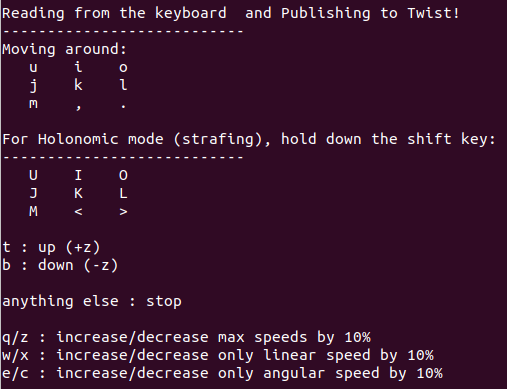 Reading from the keyboard  and Publishing to Twist!
---------------------------
Moving around:
   u    i    o
   j    k    l
   m    ,    .

For Holonomic mode (strafing), hold down the shift key:
---------------------------
   U    I    O
   J    K    L
   M    <    >

t : up (+z)
b : down (-z)

anything else : stop

q/z : increase/decrease max speeds by 10%
w/x : increase/decrease only linear speed by 10%
e/c : increase/decrease only angular speed by 10%